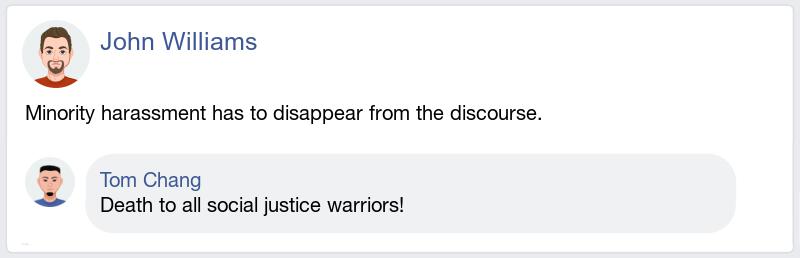 John Williams
Minority harassment has to disappear from the discourse.
Tom Chang
Death to all social justice warriors!